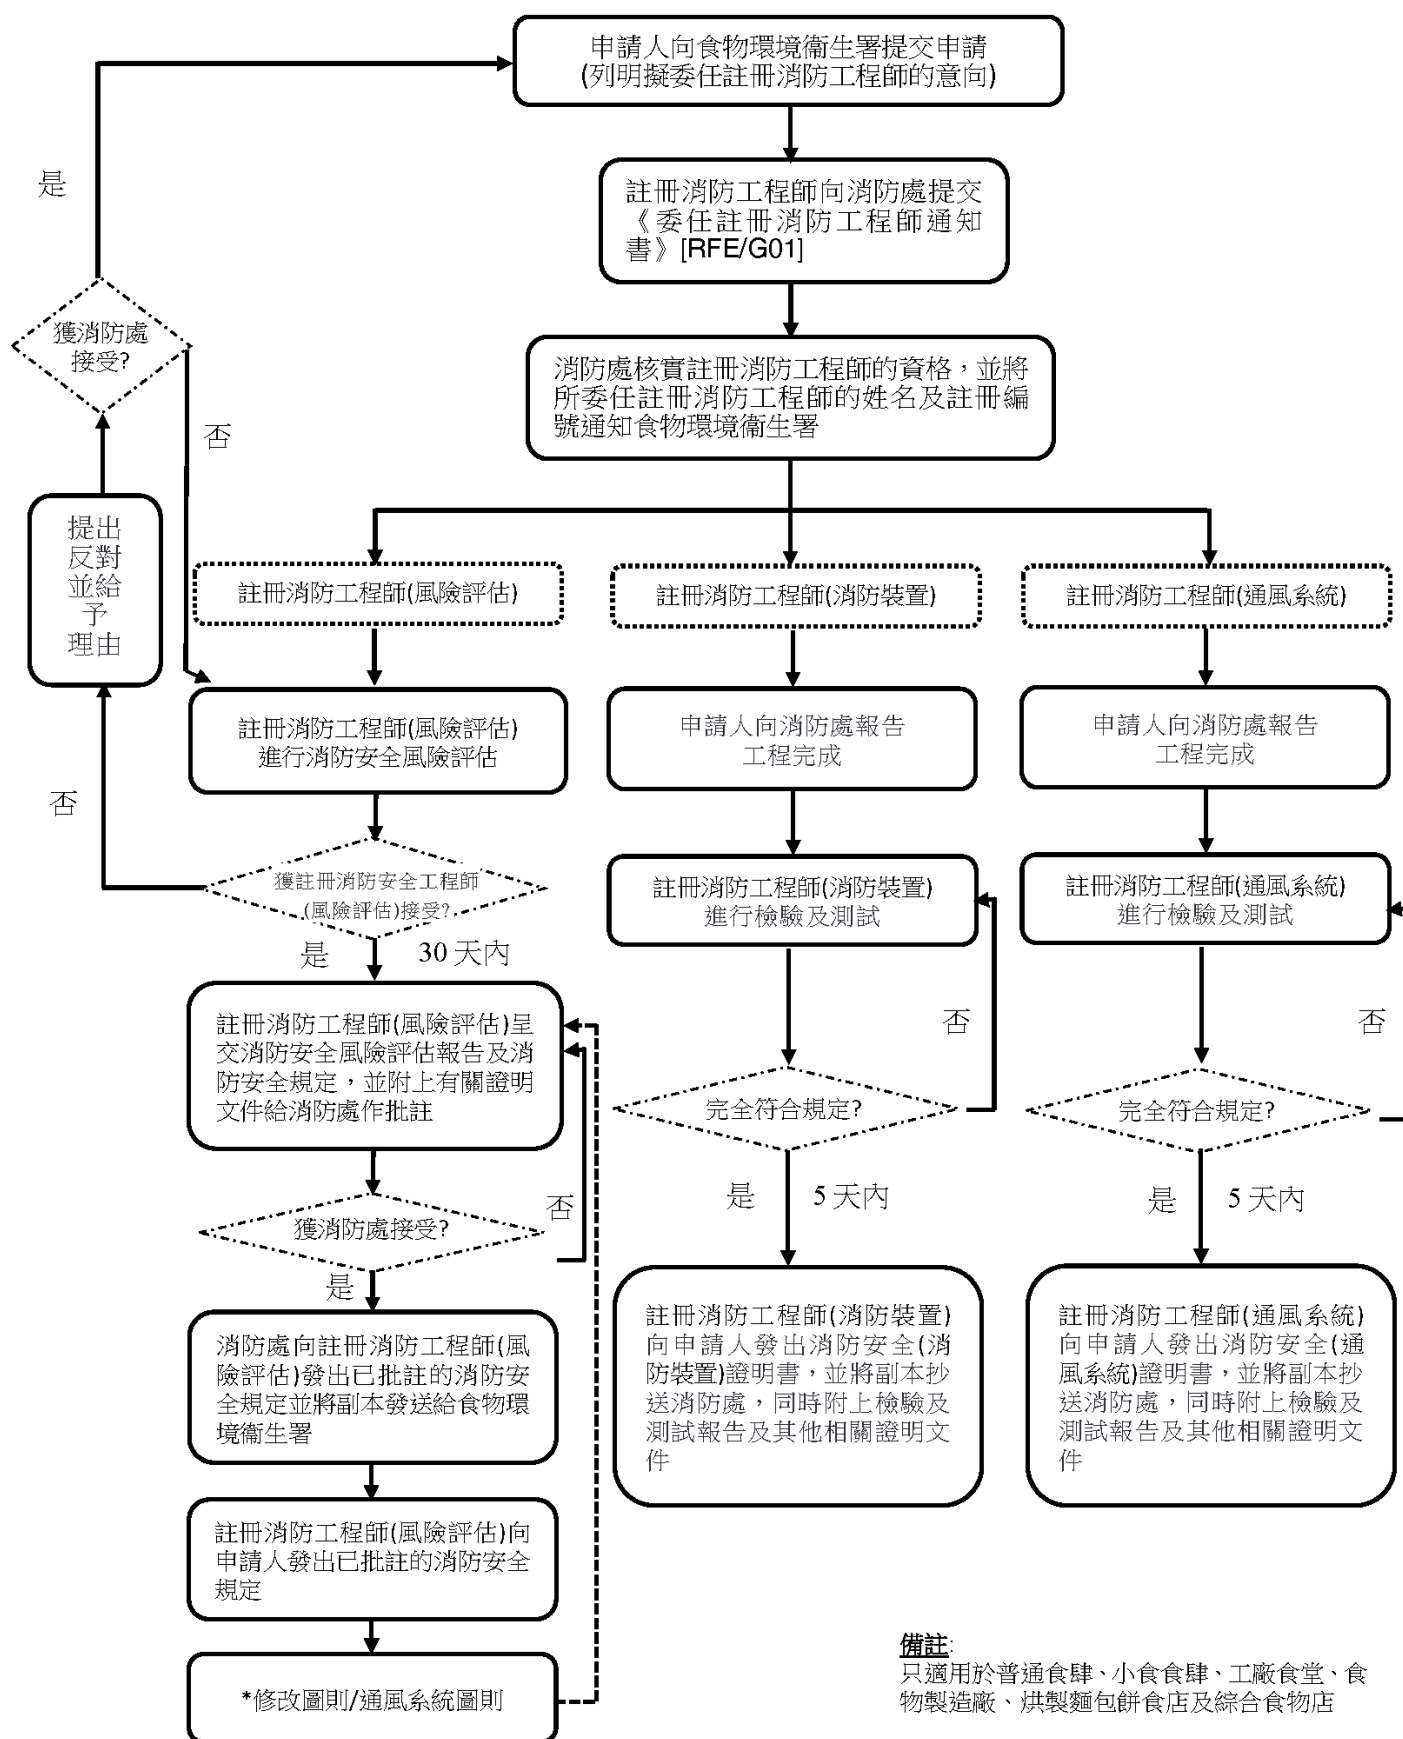 申請人向食物環境衞生署提交申請
(列明擬委任註冊消防工程師的意向)
是
註冊消防工程師向消防處提交
《委任註冊消防工程師通知
書》[RFE/G01]
獲消防處
接受?
消防處核實註冊消防工程師的資格，並將
所委任註冊消防工程師的姓名及註冊編
號通知食物環境衞生署
否
提出
反對
並給
予
理由
註冊消防工程師(風險評估)
註冊消防工程師(消防裝置)
註冊消防工程師(通風系統)
註冊消防工程師(風險評估)
進行消防安全風險評估
申請人向消防處報告
工程完成
申請人向消防處報告
工程完成
否
獲註冊消防安全工程師
(風險評估)接受?
註冊消防工程師(消防裝置)
進行檢驗及測試
註冊消防工程師(通風系統)
進行檢驗及測試
是
30 天內
註冊消防工程師(風險評估)呈
交消防安全風險評估報告及消
防安全規定，並附上有關證明
文件給消防處作批註
否
否
完全符合規定?
完全符合規定?
獲消防處接受?
否
是
5 天內
是
5 天內
是
消防處向註冊消防工程師(風
險評估)發出已批註的消防安
全規定並將副本發送給食物環
境衞生署
註冊消防工程師(消防裝置)
向申請人發出消防安全(消
防裝置)證明書，並將副本抄
送消防處，同時附上檢驗及
測試報告及其他相關證明文
件
註冊消防工程師(通風系統)
向申請人發出消防安全(通
風系統)證明書，並將副本抄
送消防處，同時附上檢驗及
測試報告及其他相關證明文
件
註冊消防工程師(風險評估)向
申請人發出已批註的消防安全
規定
*修改圖則/通風系統圖則
備註:
只適用於普通食肆、小食食肆、工廠食堂、食
物製造廠、烘製麵包餅食店及綜合食物店